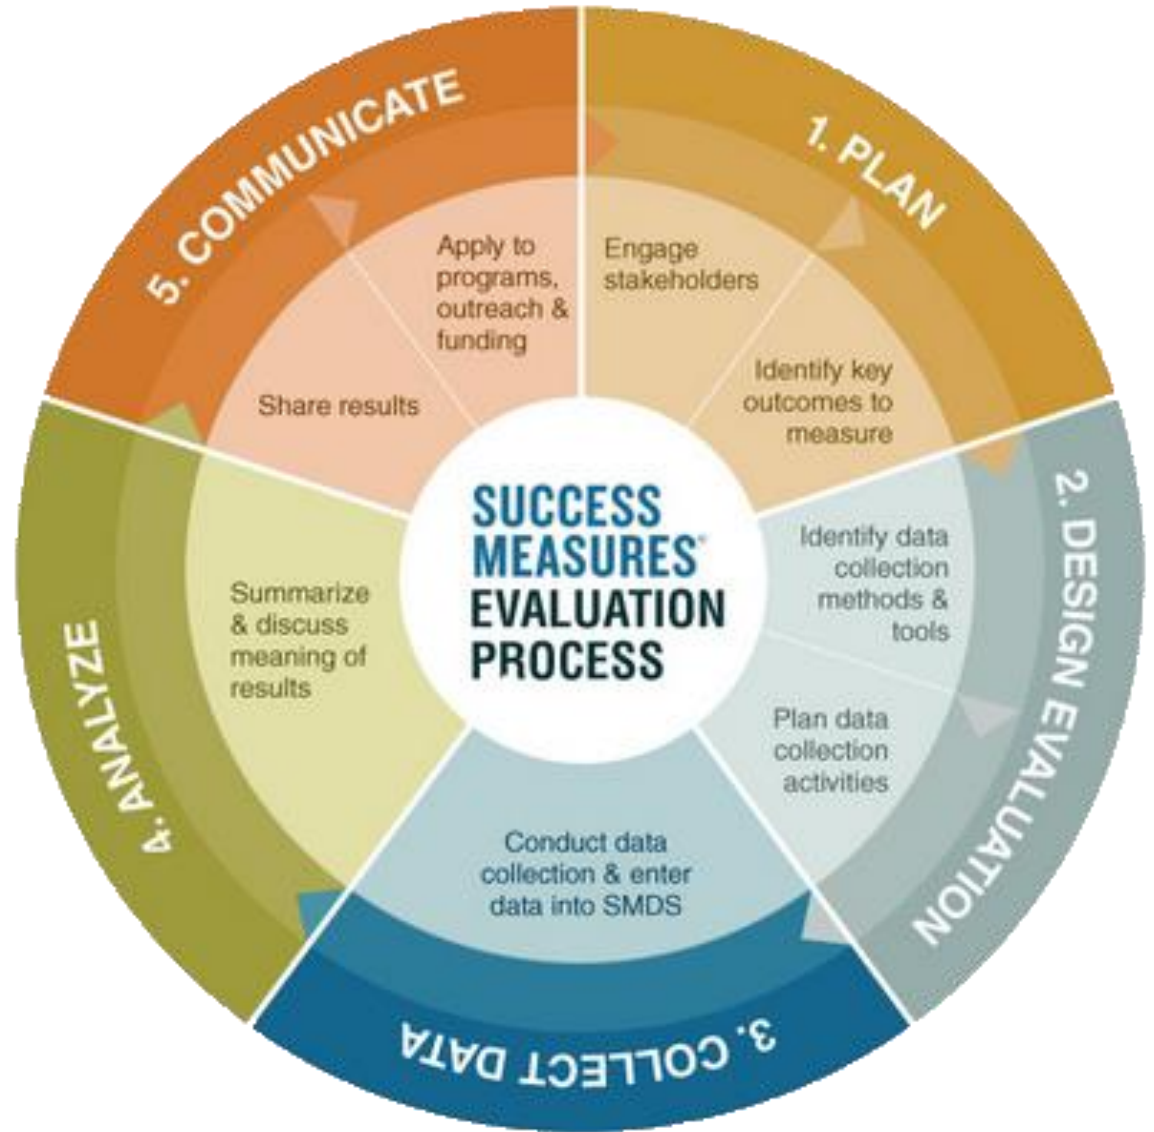 SUCCESS
MEASURES®
EVALUATION
PROCESS
1. PLAN
Engage
stakeholders
Identify key
outcomes to
measure
2. DESIGN EVALUATION
Identify data
collection
methods &
tools
Plan data
collection
activities
3. COLLECT DATA
Conduct data
collection & enter
data into SMDS
4. ANALYZE
Summarize
& discuss
meaning of
results
5. COMMUNICATE
Share results
Apply to
programs,
outreach &
funding